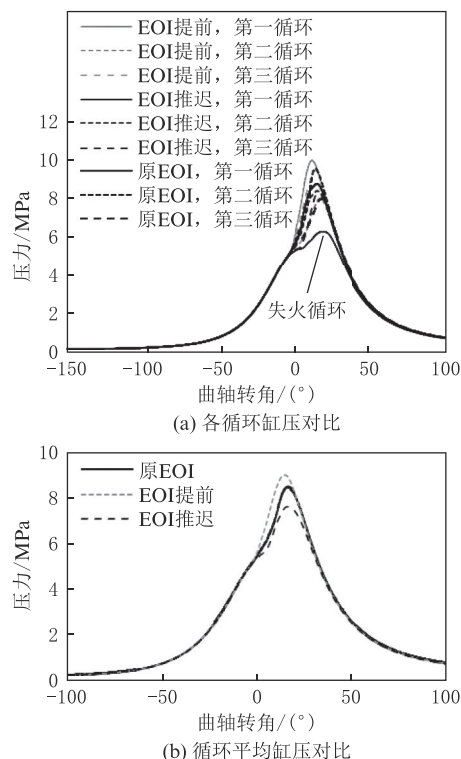 EOI提前，第一循环
EOI提前，第二循环
EOI提前，第三循环
EOI推迟，第一循环
EOI推迟，第二循环
EOI推迟，第三循环
原EOI，第一循环
原EOI，第二循环
原EOI，第三循环
12
10
8
6
4
2
0
压力/MPa
失火循环
-150
-100
-50
0
50
100
曲轴转角/(°)
(a) 各循环缸压对比
10
8
6
4
2
0
压力/MPa
原EOI
EOI提前
EOI推迟
-100
-50
0
50
100
曲轴转角/(°)
(b) 循环平均缸压对比